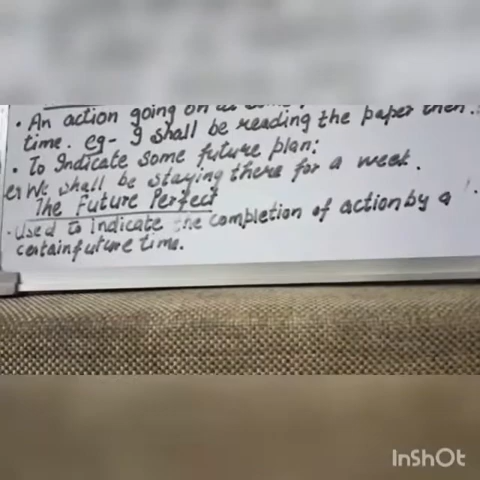 • An action going on
time. eg- I shall be reading the paper then.
• To Indicate some future plan:
We shall be staying there for a week.
The Future Perfect
• Used to indicate the completion of action by a
certain future time.
InShOt